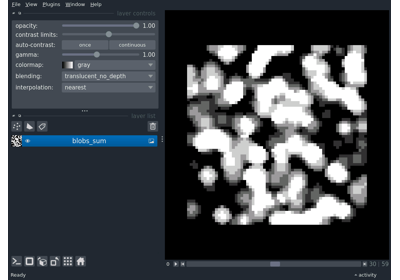 File View Plugins Window Help
layer controls
opacity: 1.00
contrast limits:
auto-contrast: once continuous
gamma: 1.00
colormap: gray
blending: translucent_no_depth
interpolation: nearest
layer list
blobs_sum
30 59
Ready activity